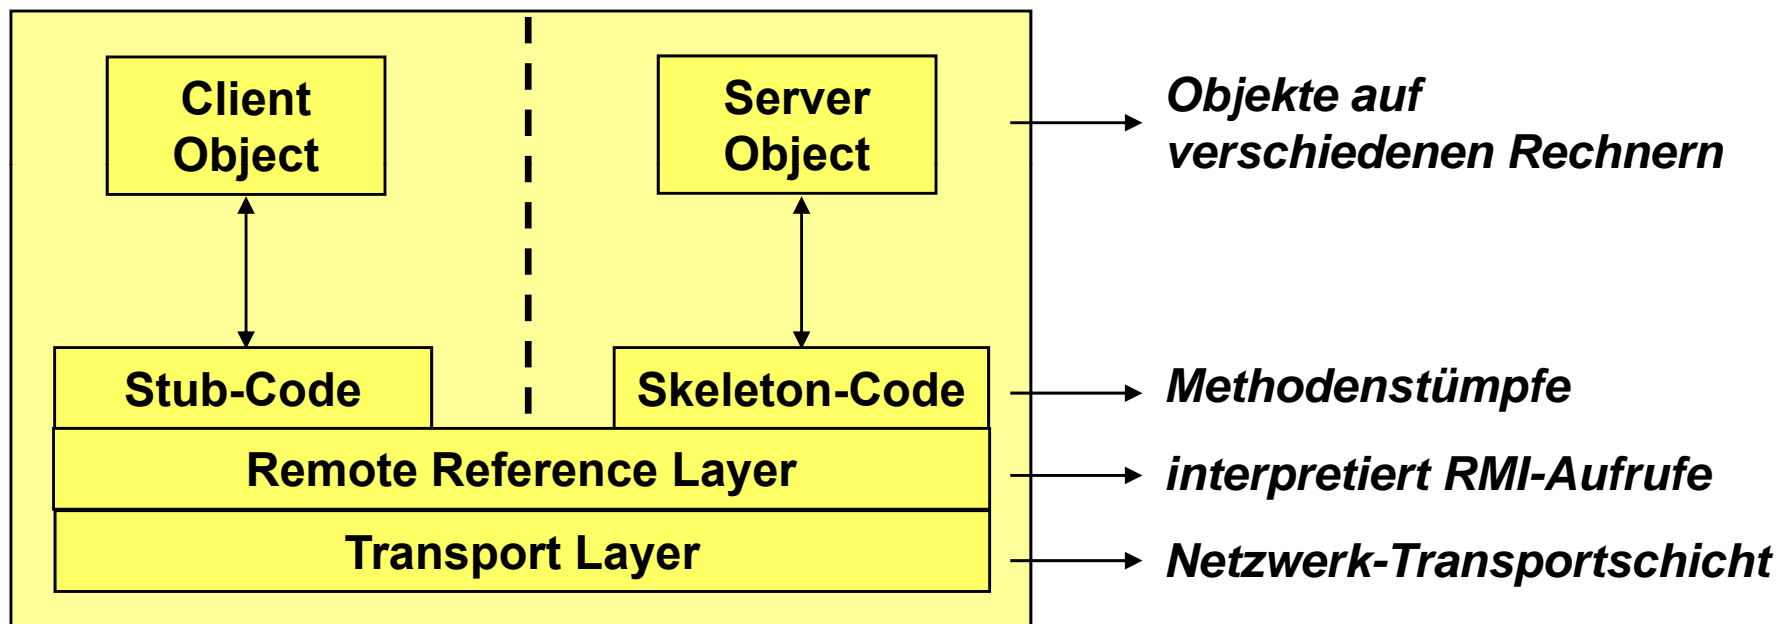 Client
Object
Server
Object
Objekte auf
verschiedenen Rechnern
Stub-Code
Skeleton-Code
Methodenstümpfe
Remote Reference Layer
interpretiert RMI-Aufrufe
Transport Layer
Netzwerk-Transportschicht